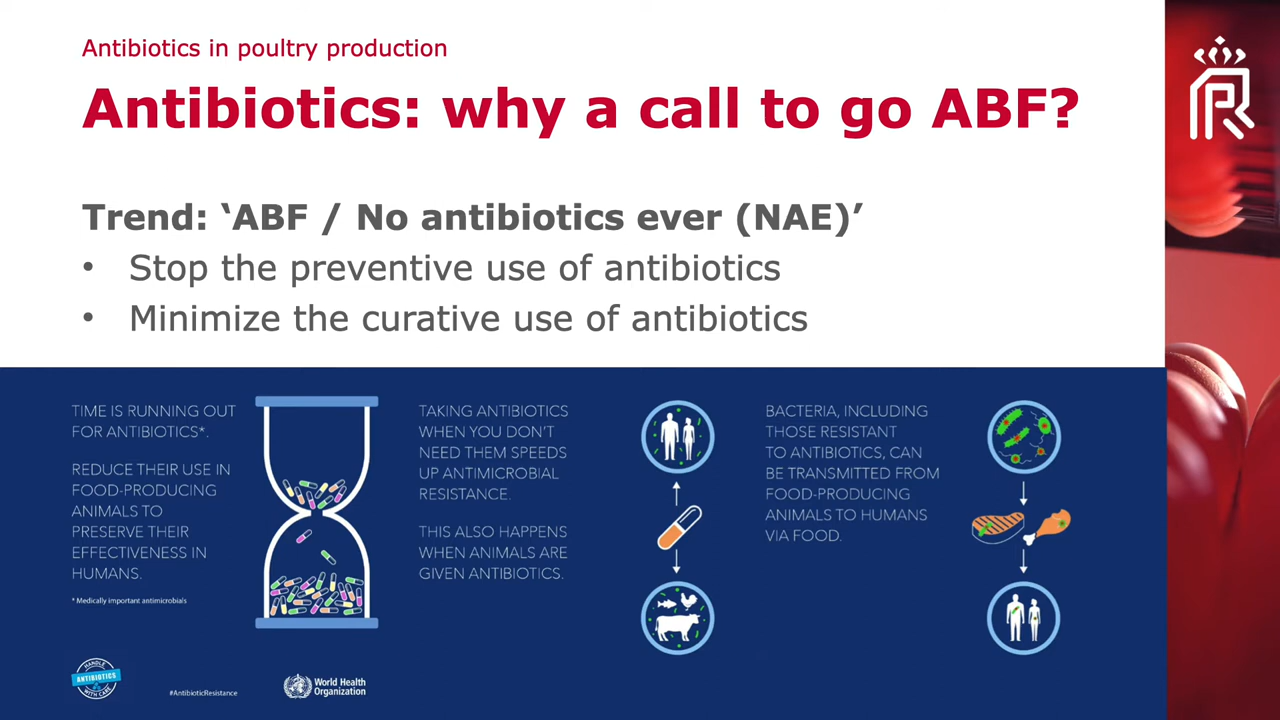 Antibiotics in poultry production
Antibiotics: why a call to go ABF?
Trend: ‘ABF / No antibiotics ever (NAE)’
• Stop the preventive use of antibiotics
• Minimize the curative use of antibiotics
TIME IS RUNNING OUT
FOR ANTIBIOTICS*.
REDUCE THEIR USE IN
FOOD-PRODUCING
ANIMALS TO
PRESERVE THEIR
EFFECTIVENESS IN
HUMANS.
* Medically important antimicrobials
TAKING ANTIBIOTICS
WHEN YOU DON'T
NEED THEM SPEEDS
UP ANTIMICROBIAL
RESISTANCE.
THIS ALSO HAPPENS
WHEN ANIMALS ARE
GIVEN ANTIBIOTICS.
BACTERIA, INCLUDING
THOSE RESISTANT
TO ANTIBIOTICS, CAN
BE TRANSMITTED FROM
FOOD-PRODUCING
ANIMALS TO HUMANS
VIA FOOD.
HANDLE
ANTIBIOTICS
WITH CARE
#AntibioticResistance
World Health
Organization